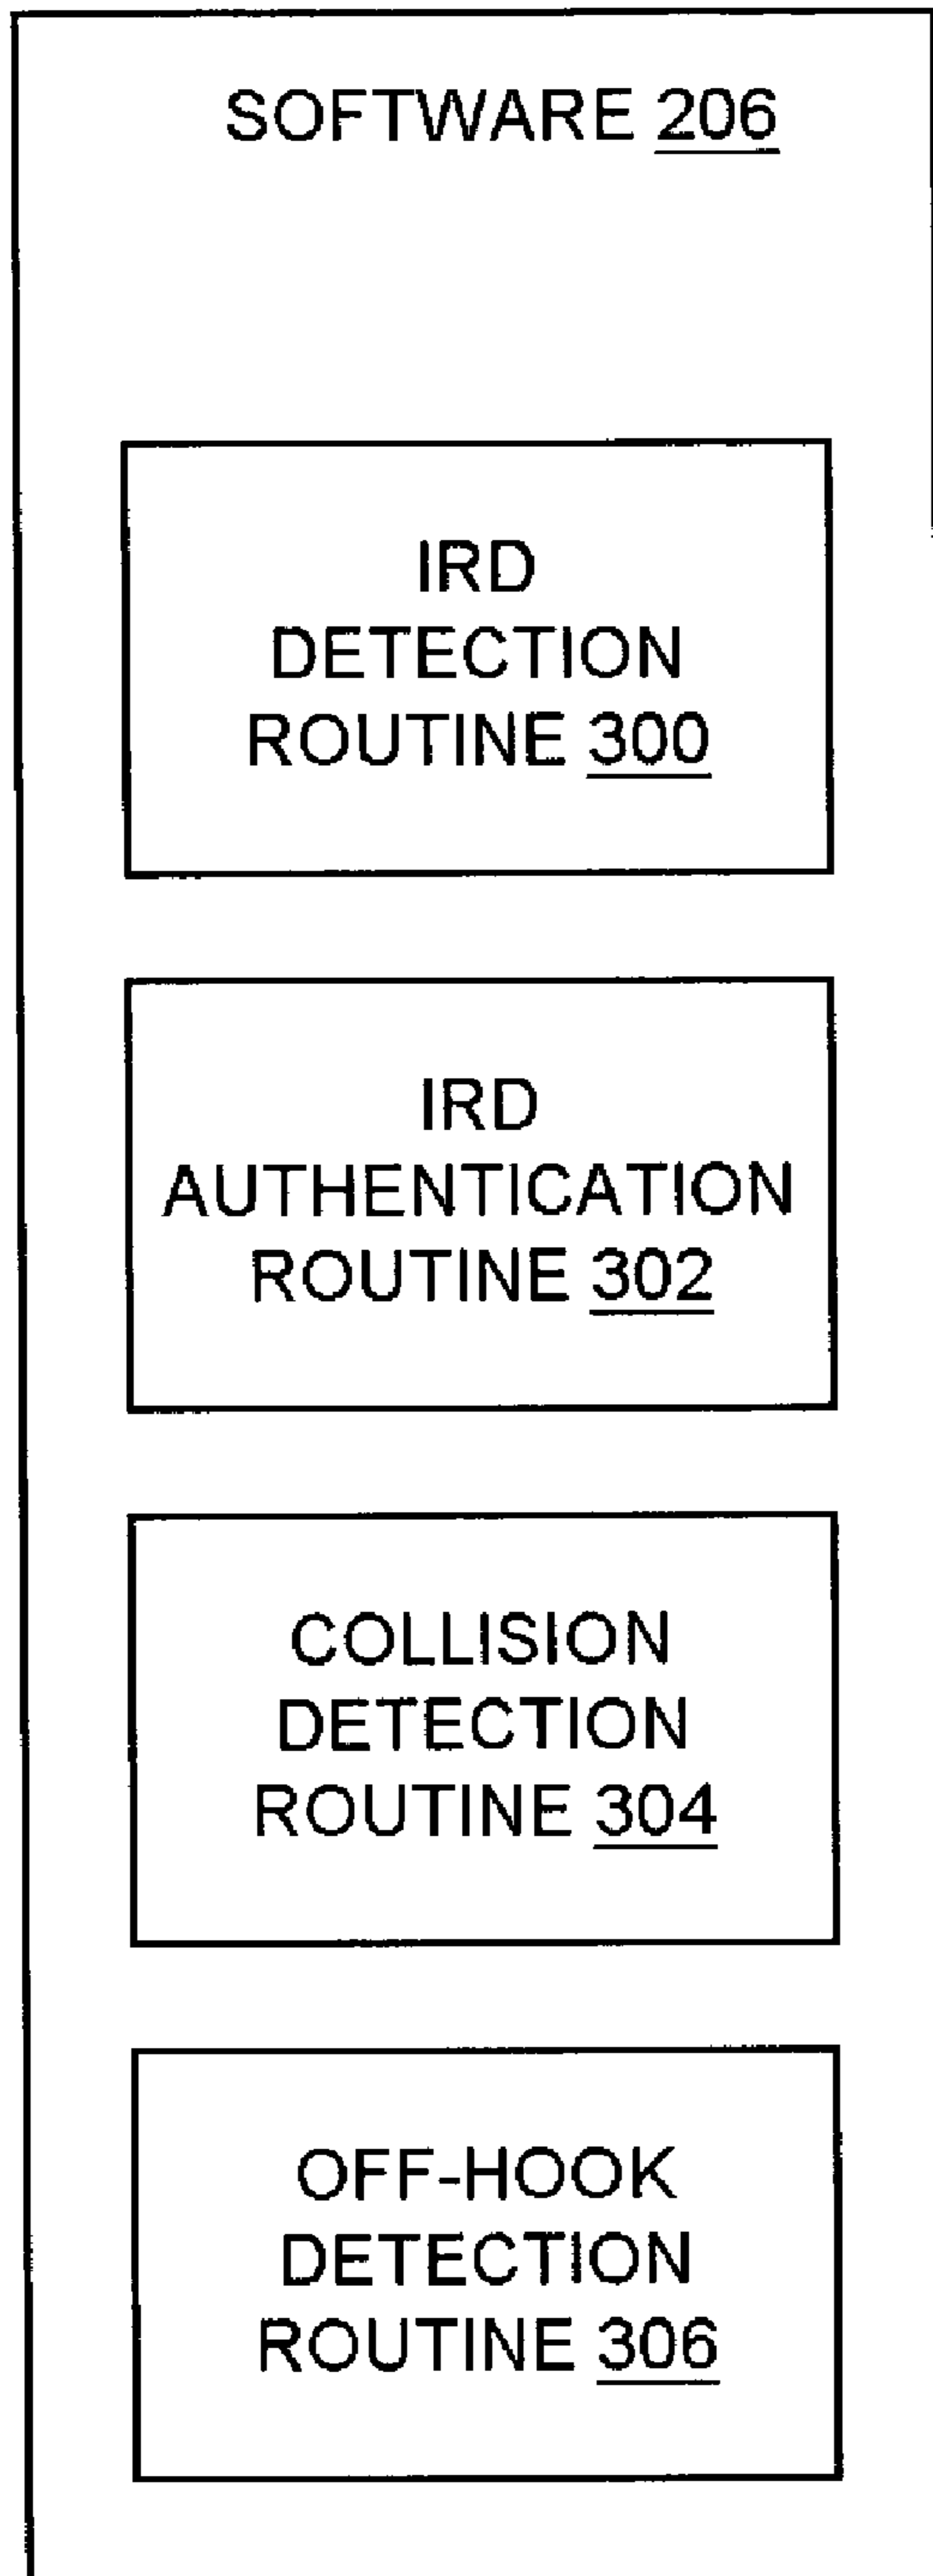 SOFTWARE 206
IRD
DETECTION
ROUTINE 300
IRD
AUTHENTICATION
ROUTINE 302
COLLISION
DETECTION
ROUTINE 304
OFF-HOOK
DETECTION
ROUTINE 306